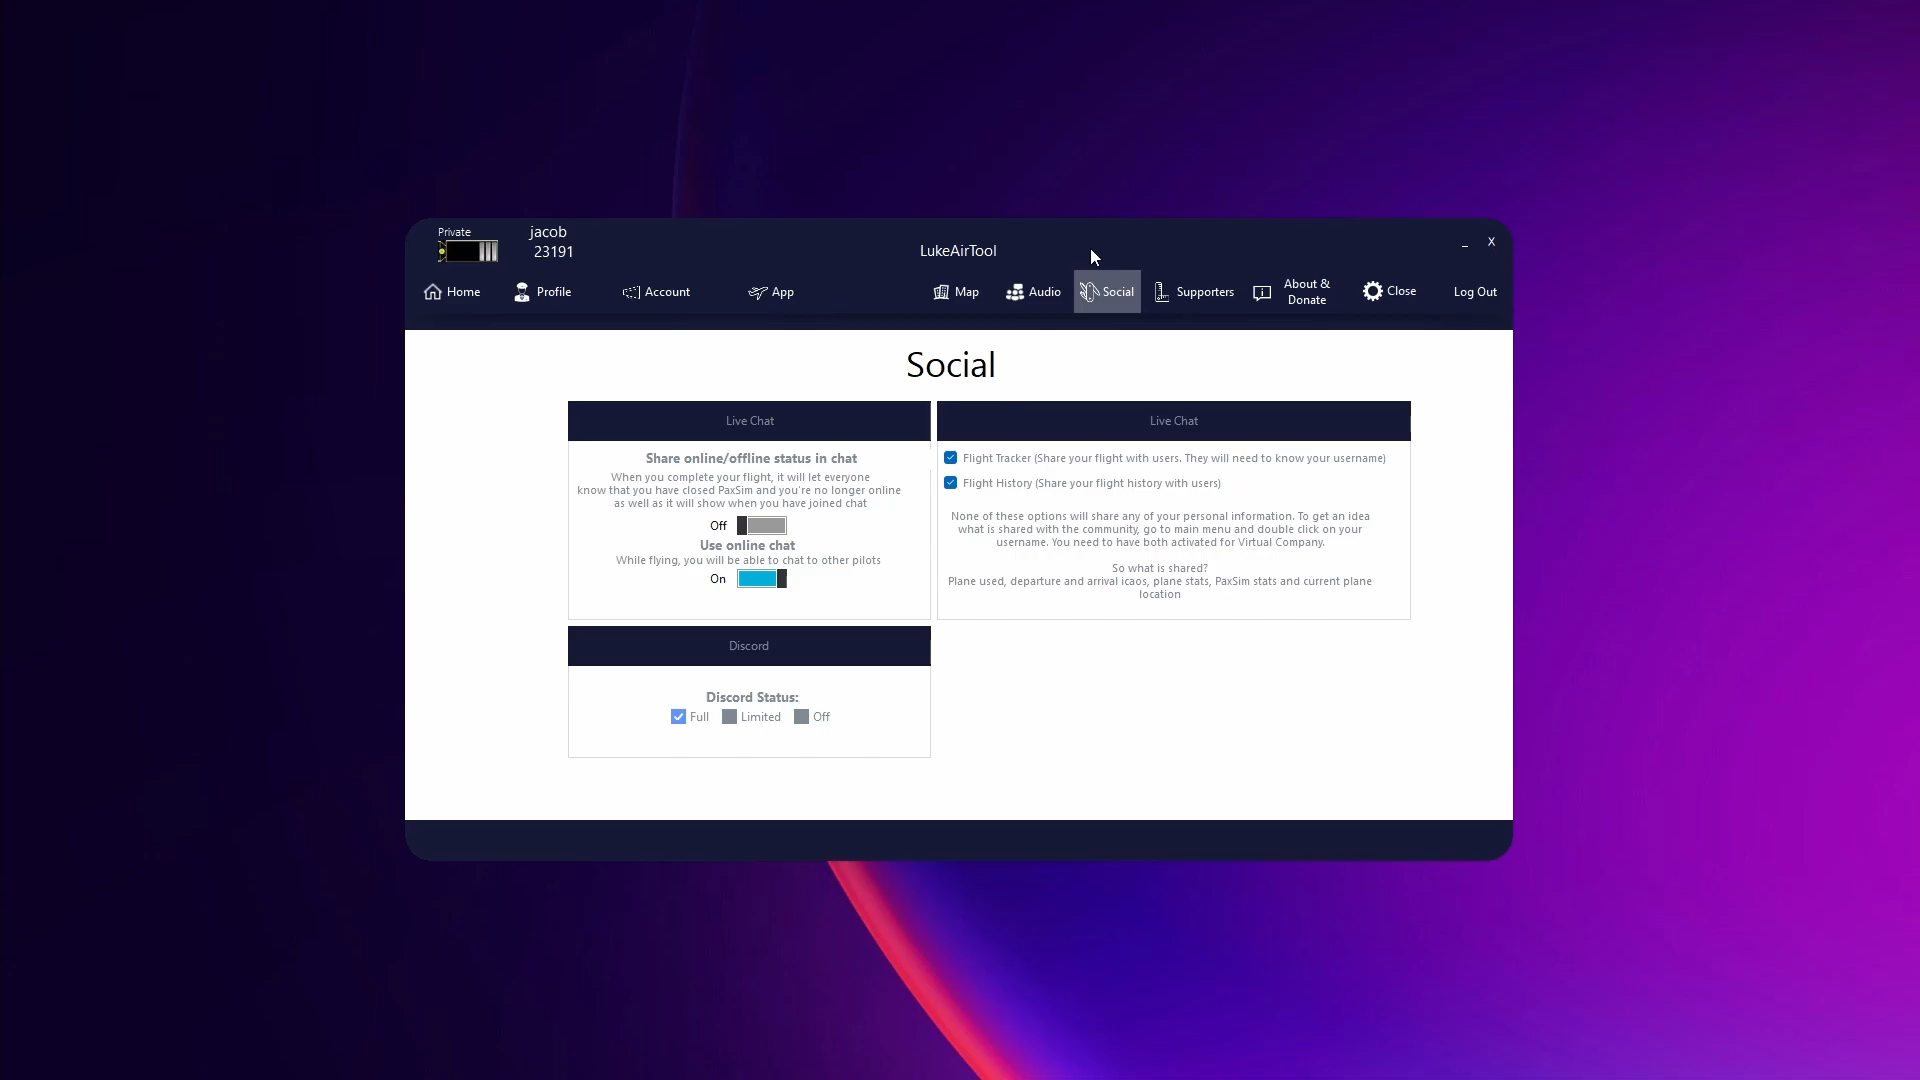 Private
jacob
23191
LukeAirTool
_ X
Home
Profile
Account
App
Map
Audio
Social
Supporters
About &
Donate
Close
Log Out
Social
Live Chat
Share online/offline status in chat
When you complete your flight, it will let everyone
know that you have closed PaxSim and you're no longer online
as well as it will show when you have joined chat
Off
Use online chat
While flying, you will be able to chat to other pilots
On
Live Chat
Flight Tracker (Share your flight with users. They will need to know your username)
Flight History (Share your flight history with users)
None of these options will share any of your personal information. To get an idea
what is shared with the community, go to main menu and double click on your
username. You need to have both activated for Virtual Company.
So what is shared?
Plane used, departure and arrival icaos, plane stats, PaxSim stats and current plane
location
Discord
Discord Status:
Full
Limited
Off